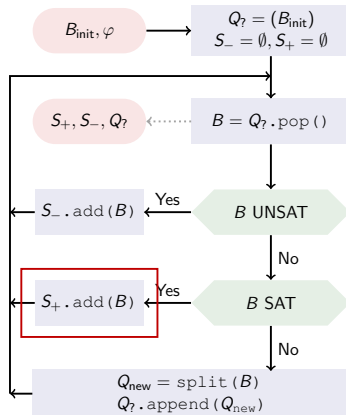 B_init, φ
Q_? = (B_init)
S_− = ∅, S_+ = ∅
S_+, S_−, Q_?
B = Q_?.pop()
S_−.add(B)
Yes
B UNSAT
No
S_+.add(B)
Yes
B SAT
No
Q_new = split(B)
Q_?.append(Q_new)